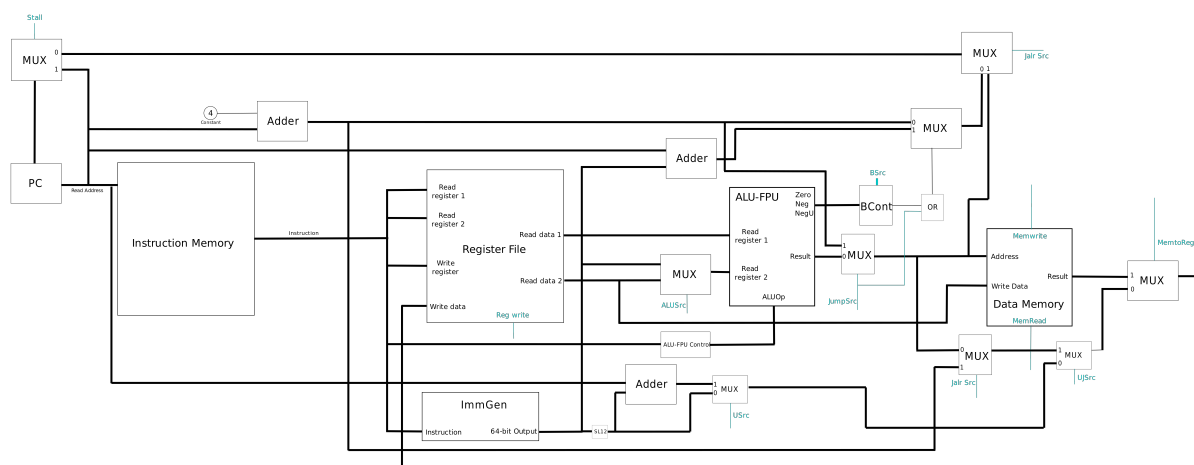 Stall
MUX
0
1
MUX
0 1
Jalr Src
4
Constant
Adder
0
1
MUX
Adder
PC
Read Address
Instruction Memory
Instruction
Read
register 1
Read
register 2
Write
register
Write data
Register File
Read data 1
Read data 2
Reg write
ALU-FPU
Zero
Neg
NegU
Read
register 1
Read
register 2
Result
ALUOp
BSrc
BCont
OR
1
0
MUX
JumpSrc
MUX
ALUSrc
Memwrite
Address
Write Data
Result
Data Memory
MemRead
MemtoReg
1
0
MUX
ALU-FPU Control
0
1
MUX
Jalr Src
1
0
MUX
UJSrc
Adder
1
0
MUX
USrc
ImmGen
Instruction
64-bit Output
SL12